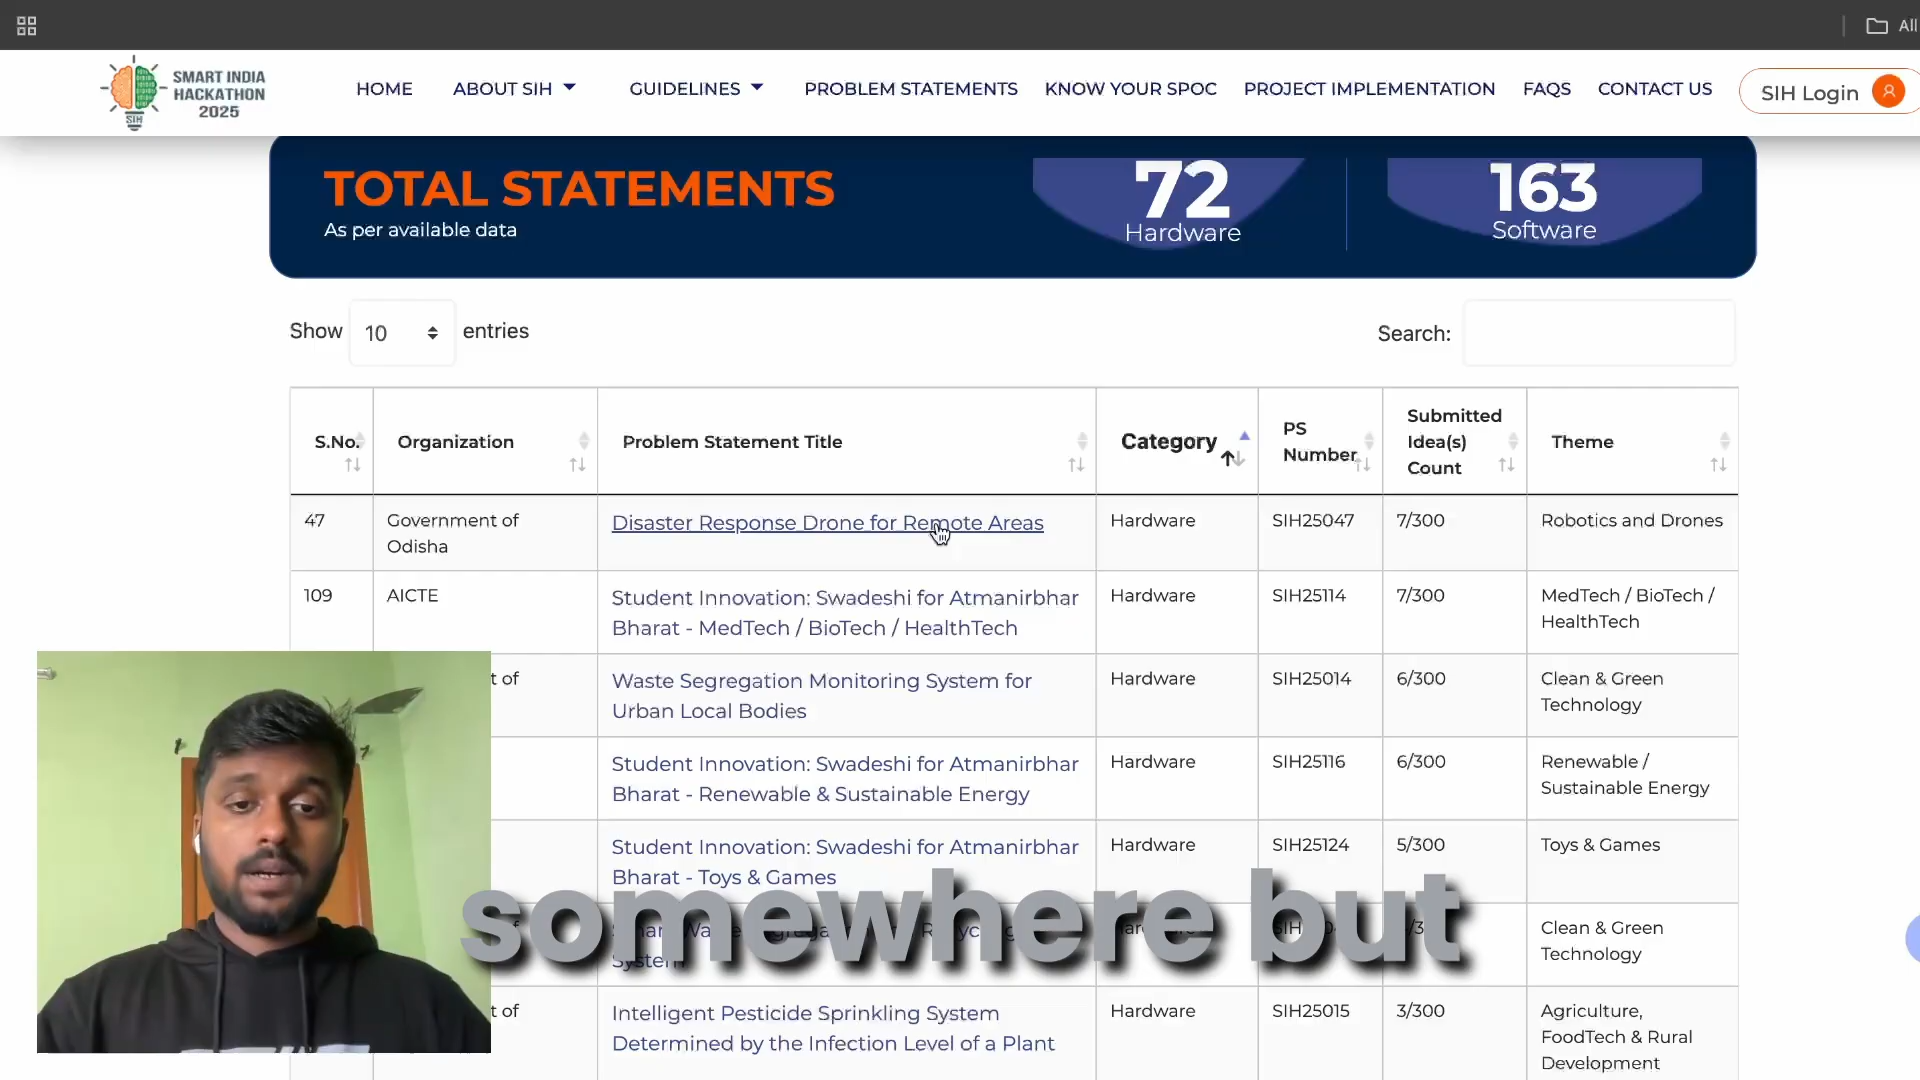 All
SMART INDIA
HACKATHON
2025
SIH
HOME
ABOUT SIH
GUIDELINES
PROBLEM STATEMENTS
KNOW YOUR SPOC
PROJECT IMPLEMENTATION
FAQS
CONTACT US
SIH Login
TOTAL STATEMENTS
As per available data
72
Hardware
163
Software
Show 10 entries
Search:
S.No.
Organization
Problem Statement Title
Category
PS
Number
Submitted
Idea(s)
Count
Theme
47
Government of
Odisha
Disaster Response Drone for Remote Areas
Hardware
SIH25047
7/300
Robotics and Drones
109
AICTE
Student Innovation: Swadeshi for Atmanirbhar
Bharat - MedTech / BioTech / HealthTech
Hardware
SIH25114
7/300
MedTech / BioTech /
HealthTech
t of
Waste Segregation Monitoring System for
Urban Local Bodies
Hardware
SIH25014
6/300
Clean & Green
Technology
Student Innovation: Swadeshi for Atmanirbhar
Bharat - Renewable & Sustainable Energy
Hardware
SIH25116
6/300
Renewable /
Sustainable Energy
Student Innovation: Swadeshi for Atmanirbhar
Bharat - Toys & Games
Hardware
SIH25124
5/300
Toys & Games
somewhere but
System
Clean & Green
Technology
t of
Intelligent Pesticide Sprinkling System
Determined by the Infection Level of a Plant
Hardware
SIH25015
3/300
Agriculture,
FoodTech & Rural
Development